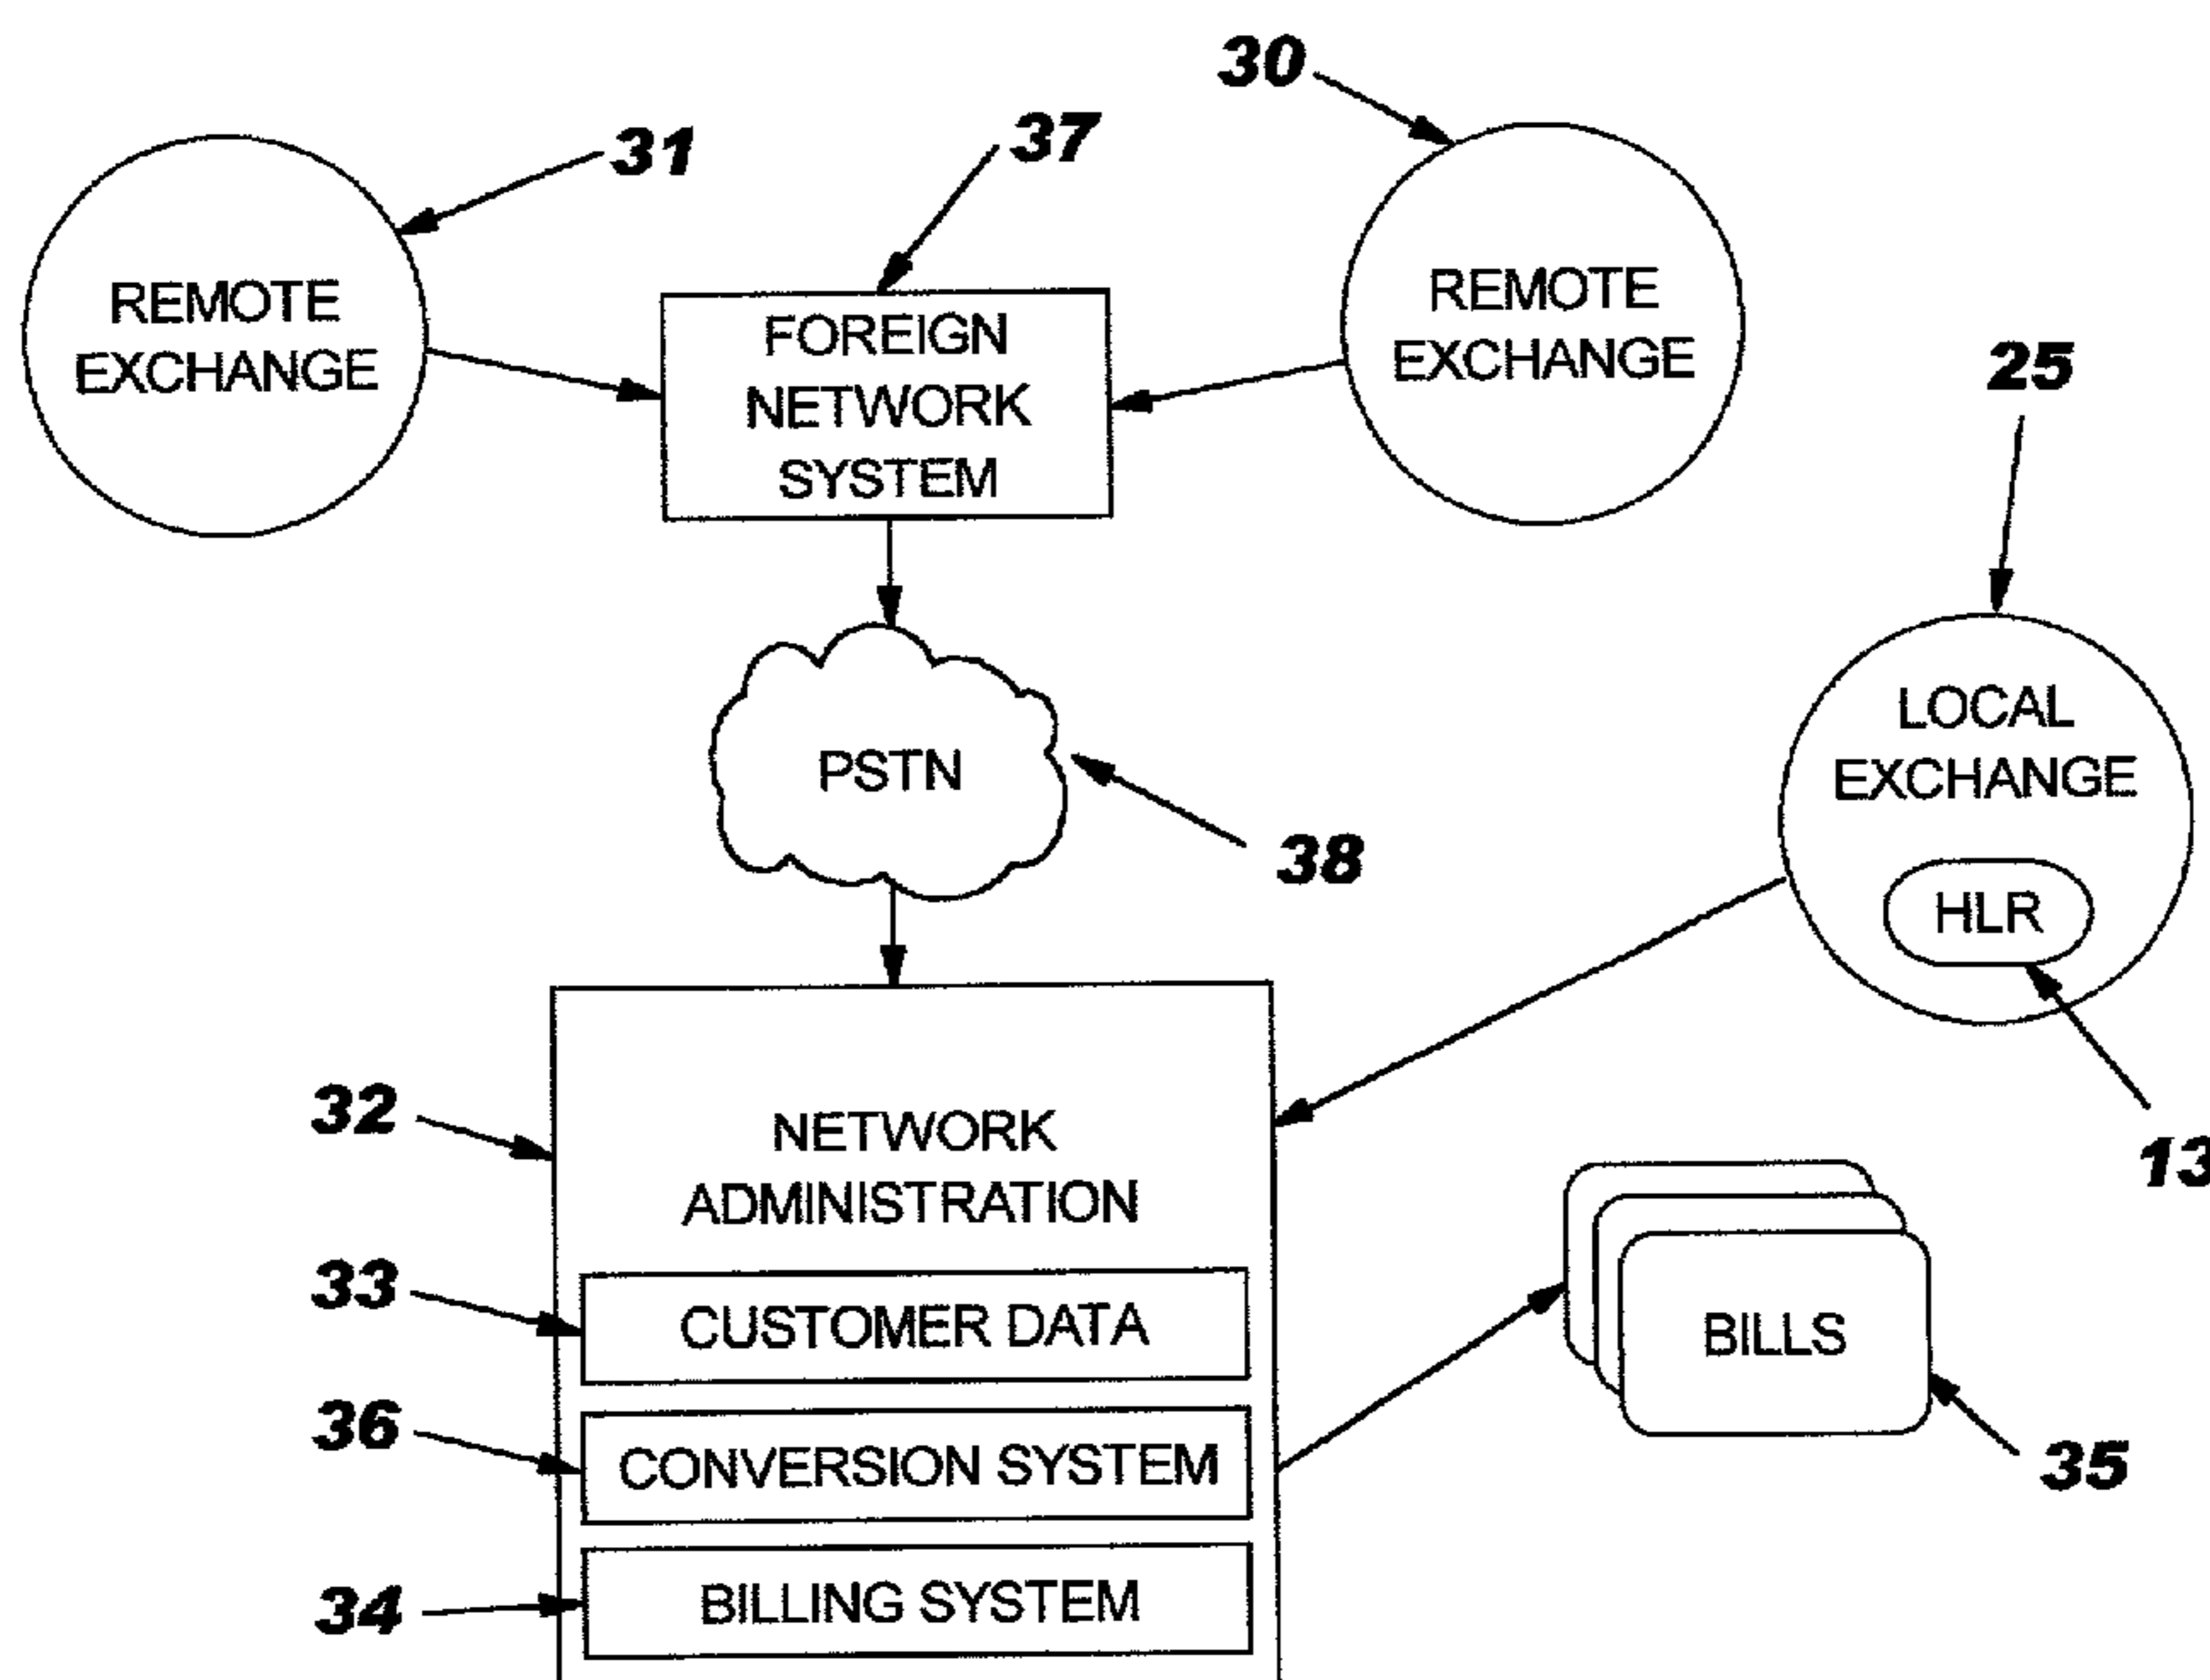 30
37
31
REMOTE
EXCHANGE
FOREIGN
NETWORK
SYSTEM
REMOTE
EXCHANGE
25
PSTN
38
LOCAL
EXCHANGE
HLR
13
32
NETWORK
ADMINISTRATION
33
CUSTOMER DATA
36
CONVERSION SYSTEM
34
BILLING SYSTEM
BILLS
35